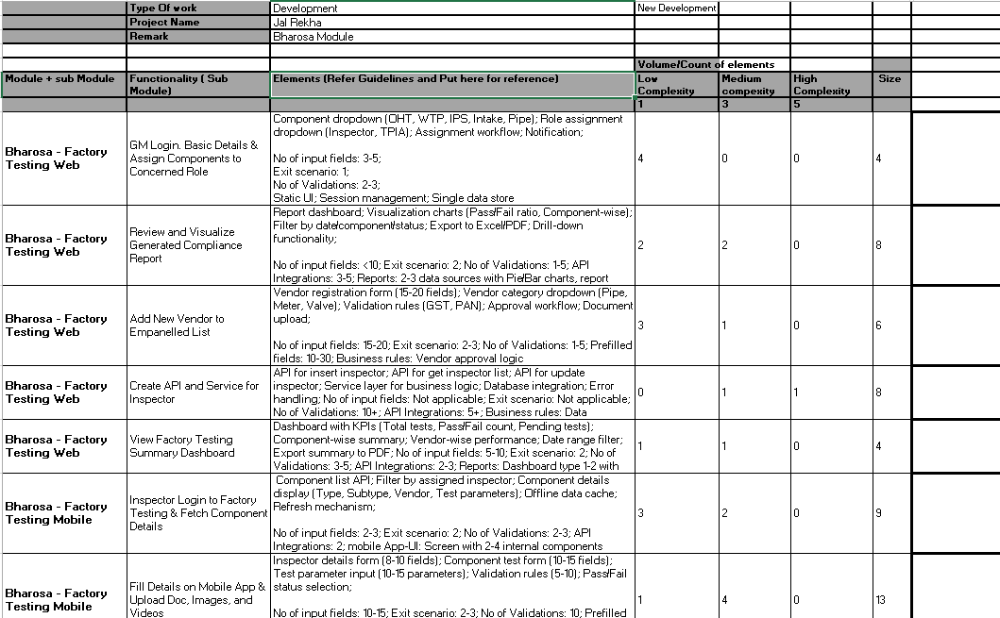 Type Of work Development New Development
Project Name Jal Rekha
Remark Bharosa Module
Volume/Count of elements
Module + sub Module Functionality ( Sub Module) Elements (Refer Guidelines and Put here for reference) Low Complexity Medium compexity High Complexity Size
1 3 5
Bharosa - Factory Testing Web
GM Login. Basic Details & Assign Components to Concerned Role
Component dropdown (OHT, WTP, IPS, Intake, Pipe); Role assignment
dropdown (Inspector, TPIA); Assignment workflow; Notification;
No of input fields: 3-5;
Exit scenario: 1;
No of Validations: 2-3;
Static UI; Session management; Single data store
4 0 0 4
Bharosa - Factory Testing Web
Review and Visualize Generated Compliance Report
Report dashboard; Visualization charts (Pass/Fail ratio, Component-wise);
Filter by date/component/status; Export to Excel/PDF; Drill-down
functionality;
No of input fields: <10; Exit scenario: 2; No of Validations: 1-5; API
Integrations: 3-5; Reports: 2-3 data sources with Pie/Bar charts, report
2 2 0 8
Bharosa - Factory Testing Web
Add New Vendor to Empanelled List
Vendor registration form (15-20 fields); Vendor category dropdown (Pipe,
Meter, Valve); Validation rules (GST, PAN); Approval workflow; Document
upload;
No of input fields: 15-20; Exit scenario: 2-3; No of Validations: 1-5; Prefilled
fields: 10-30; Business rules: Vendor approval logic
3 1 0 6
Bharosa - Factory Testing Web
Create API and Service for Inspector
API for insert inspector; API for get inspector list; API for update
inspector; Service layer for business logic; Database integration; Error
handling; No of input fields: Not applicable; Exit scenario: Not applicable;
No of Validations: 10+; API Integrations: 5+; Business rules: Data
0 1 1 8
Bharosa - Factory Testing Web
View Factory Testing Summary Dashboard
Dashboard with KPIs (Total tests, Pass/Fail count, Pending tests);
Component-wise summary; Vendor-wise performance; Date range filter;
Export summary to PDF; No of input fields: 5-10; Exit scenario: 2; No of
Validations: 3-5; API Integrations: 2-3; Reports: Dashboard type 1-2 with
1 1 0 4
Bharosa - Factory Testing Mobile
Inspector Login to Factory Testing & Fetch Component Details
Component list API; Filter by assigned inspector; Component details
display (Type, Subtype, Vendor, Test parameters); Offline data cache;
Refresh mechanism;
No of input fields: 2-3; Exit scenario: 2; No of Validations: 2-3; API
Integrations: 2; mobile App-UI: Screen with 2-4 internal components
3 2 0 9
Bharosa - Factory Testing Mobile
Fill Details on Mobile App & Upload Doc, Images, and Videos
Inspector details form (8-10 fields); Component test form (10-15 fields);
Test parameter input (10-15 parameters); Validation rules (5-10); Pass/Fail
status selection;
No of input fields: 10-15; Exit scenario: 2-3; No of Validations: 10; Prefilled
1 4 0 13